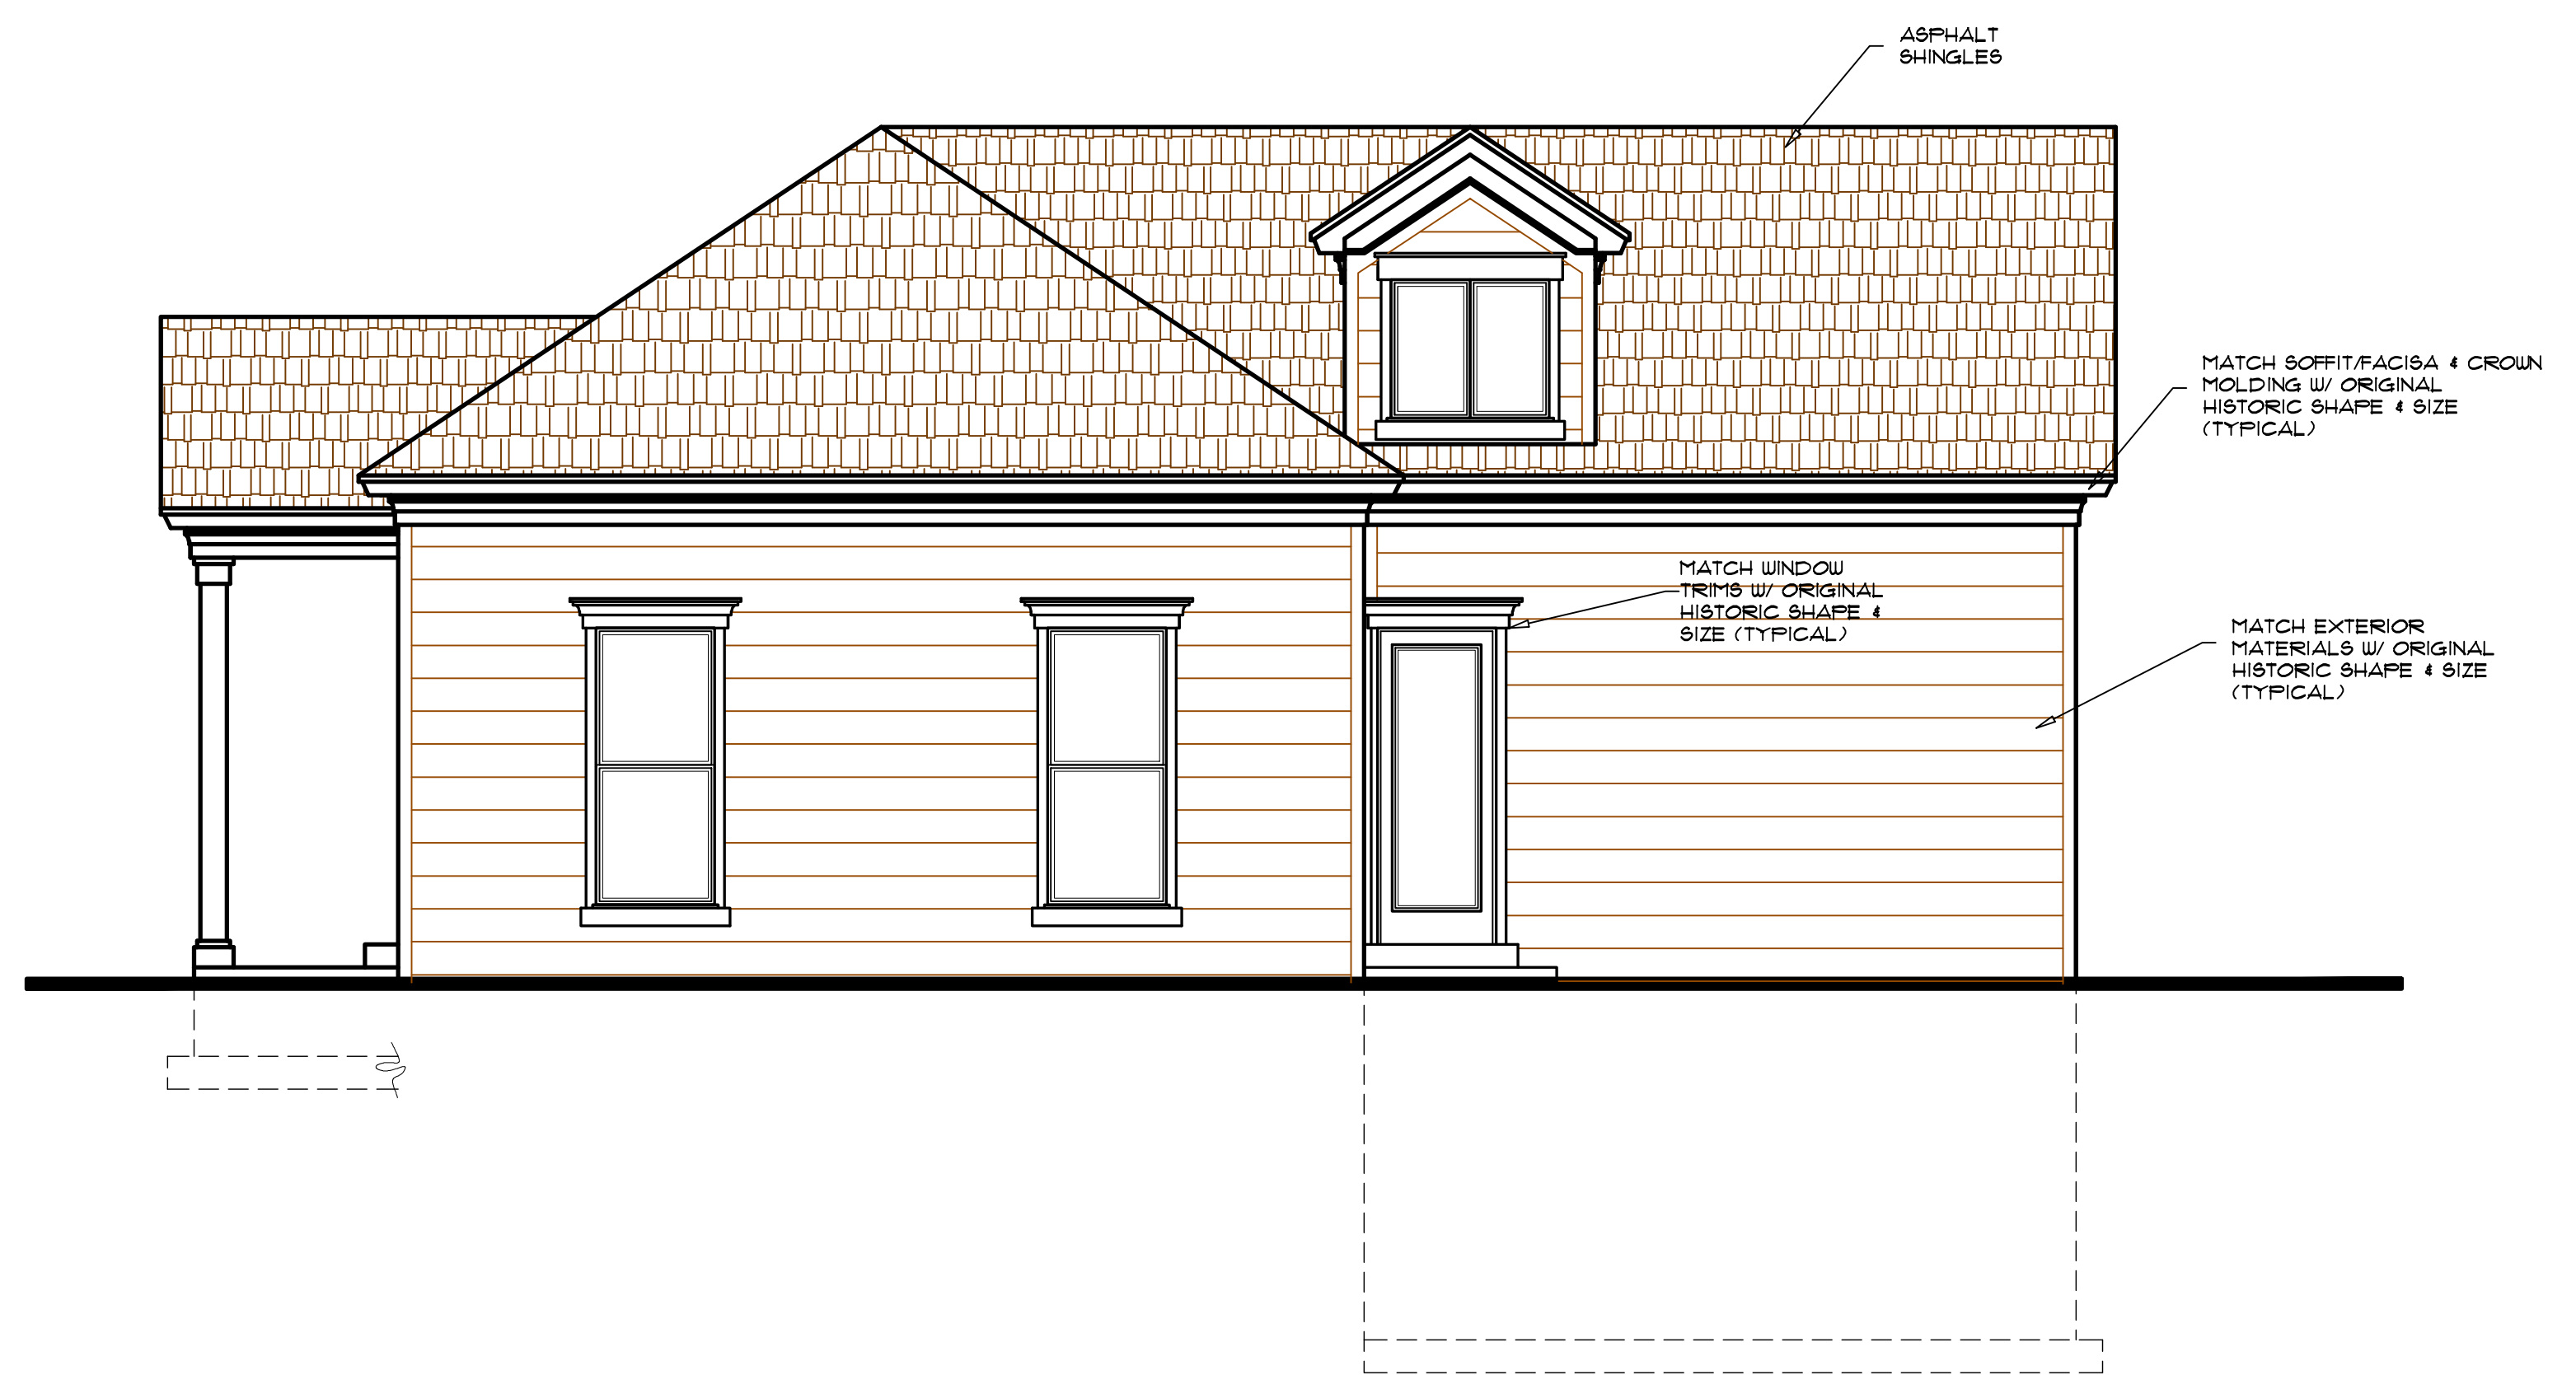 ASPHALT
SHINGLES
MATCH SOFFIT/FACISA & CROWN
MOLDING W/ ORIGINAL
HISTORIC SHAPE & SIZE
(TYPICAL)
MATCH WINDOW
TRIMS W/ ORIGINAL
HISTORIC SHAPE &
SIZE (TYPICAL)
MATCH EXTERIOR
MATERIALS W/ ORIGINAL
HISTORIC SHAPE & SIZE
(TYPICAL)